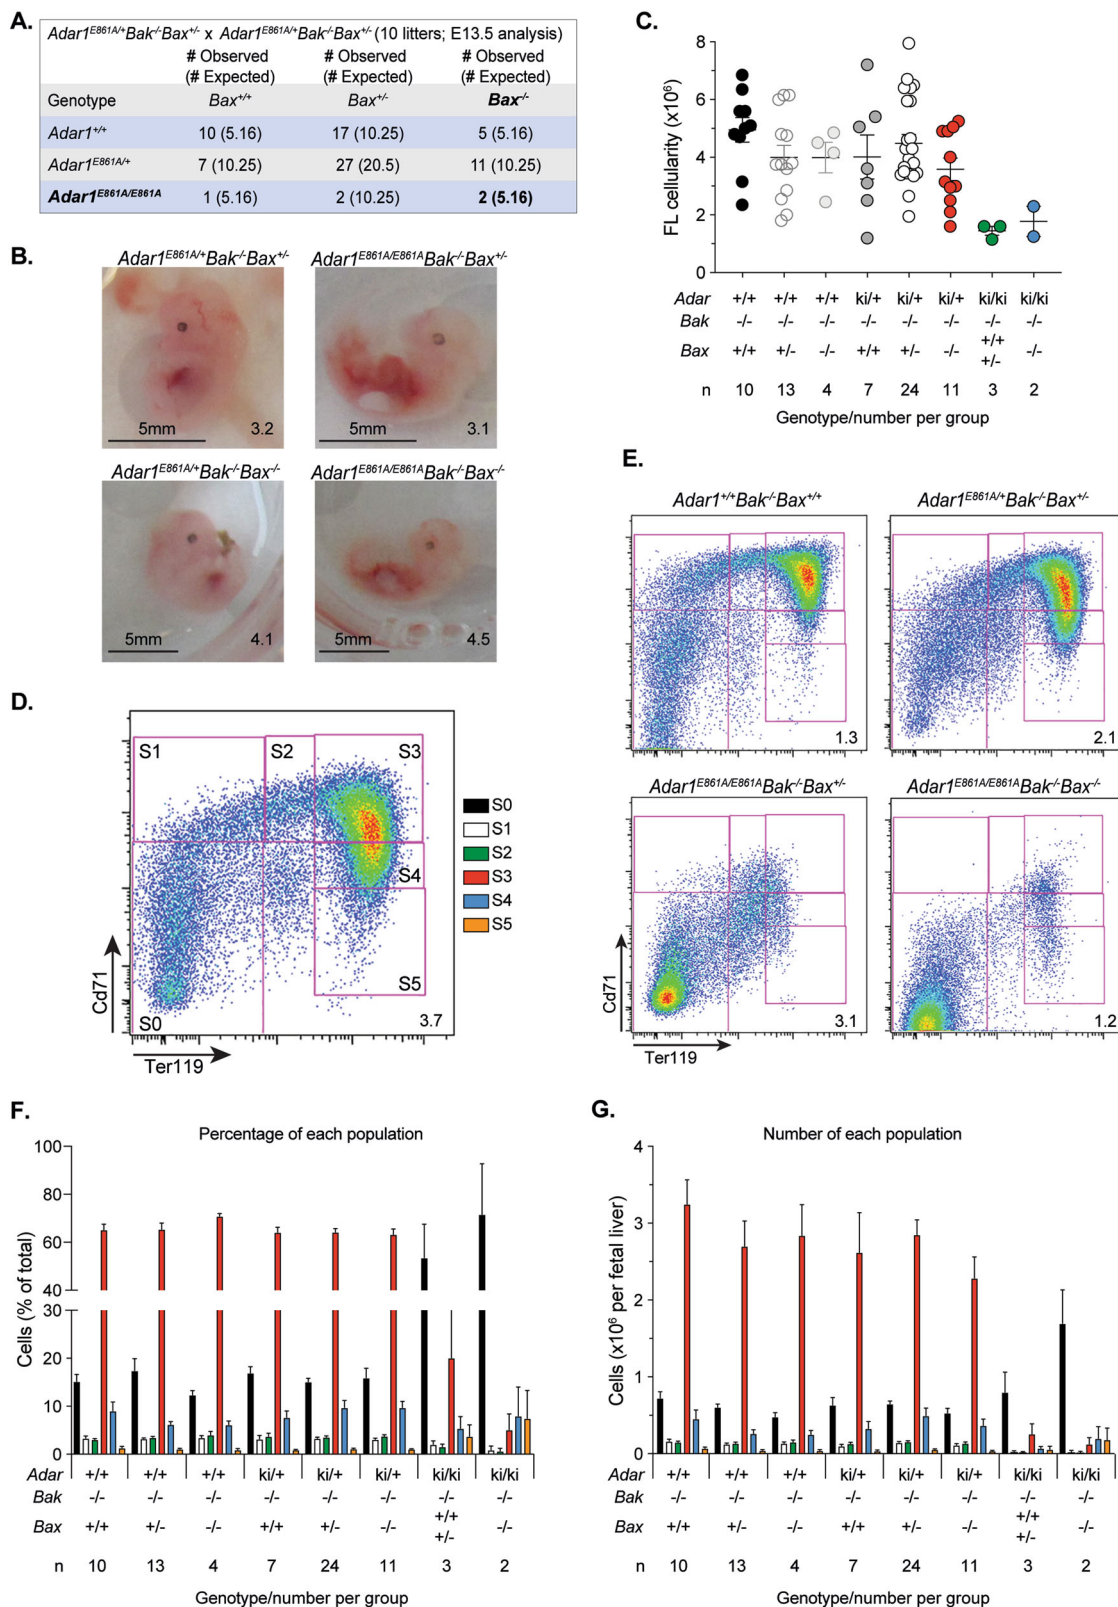 A.
Adar1E861A/+Bak-/-Bax+/- x Adar1E861A/+Bak-/-Bax+/- (10 litters; E13.5 analysis)
# Observed # Observed # Observed
(# Expected) (# Expected) (# Expected)
Genotype Bax+/+ Bax+/- Bax-/-
Adar1+/+ 10 (5.16) 17 (10.25) 5 (5.16)
Adar1E861A/+ 7 (10.25) 27 (20.5) 11 (10.25)
Adar1E861A/E861A 1 (5.16) 2 (10.25) 2 (5.16)
B.
Adar1E861A/+Bak-/-Bax+/- Adar1E861A/E861ABak-/-Bax+/-
5mm 3.2 5mm 3.1
Adar1E861A/+Bak-/-Bax-/- Adar1E861A/E861ABak-/-Bax-/-
5mm 4.1 5mm 4.5
C.
FL cellularity (x10⁶)
8
6
4
2
0
Adar +/+ +/+ +/+ ki/+ ki/+ ki/+ ki/ki ki/ki
Bak -/- -/- -/- -/- -/- -/- -/- -/-
Bax +/+ +/- -/- +/+ +/- -/- +/+ +/- -/-
n 10 13 4 7 24 11 3 2
Genotype/number per group
D.
S1 S2 S3
S4
S5
S0
3.7
Cd71
Ter119
S0
S1
S2
S3
S4
S5
E.
Adar1+/+Bak-/-Bax+/+ Adar1E861A/+Bak-/-Bax+/-
1.3 2.1
Adar1E861A/E861ABak-/-Bax+/- Adar1E861A/E861ABak-/-Bax-/-
3.1 1.2
Cd71
Ter119
F.
Percentage of each population
Cells (% of total)
100
80
60
40
30
20
10
0
Adar +/+ +/+ +/+ ki/+ ki/+ ki/+ ki/ki ki/ki
Bak -/- -/- -/- -/- -/- -/- -/- -/-
Bax +/+ +/- -/- +/+ +/- -/- +/+ +/- -/-
n 10 13 4 7 24 11 3 2
Genotype/number per group
G.
Number of each population
Cells (x10⁶ per fetal liver)
4
3
2
1
0
Adar +/+ +/+ +/+ ki/+ ki/+ ki/+ ki/ki ki/ki
Bak -/- -/- -/- -/- -/- -/- -/- -/-
Bax +/+ +/- -/- +/+ +/- -/- +/+ +/- -/-
n 10 13 4 7 24 11 3 2
Genotype/number per group